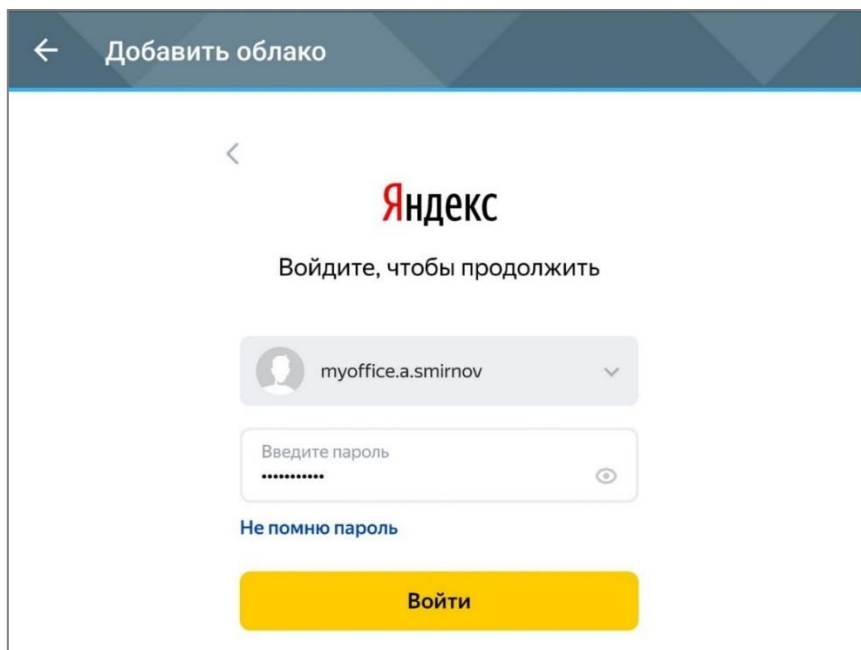 Добавить облако
Яндекс
Войдите, чтобы продолжить
myoffice.a.smirnov
Введите пароль
•••••••••••
Не помню пароль
Войти